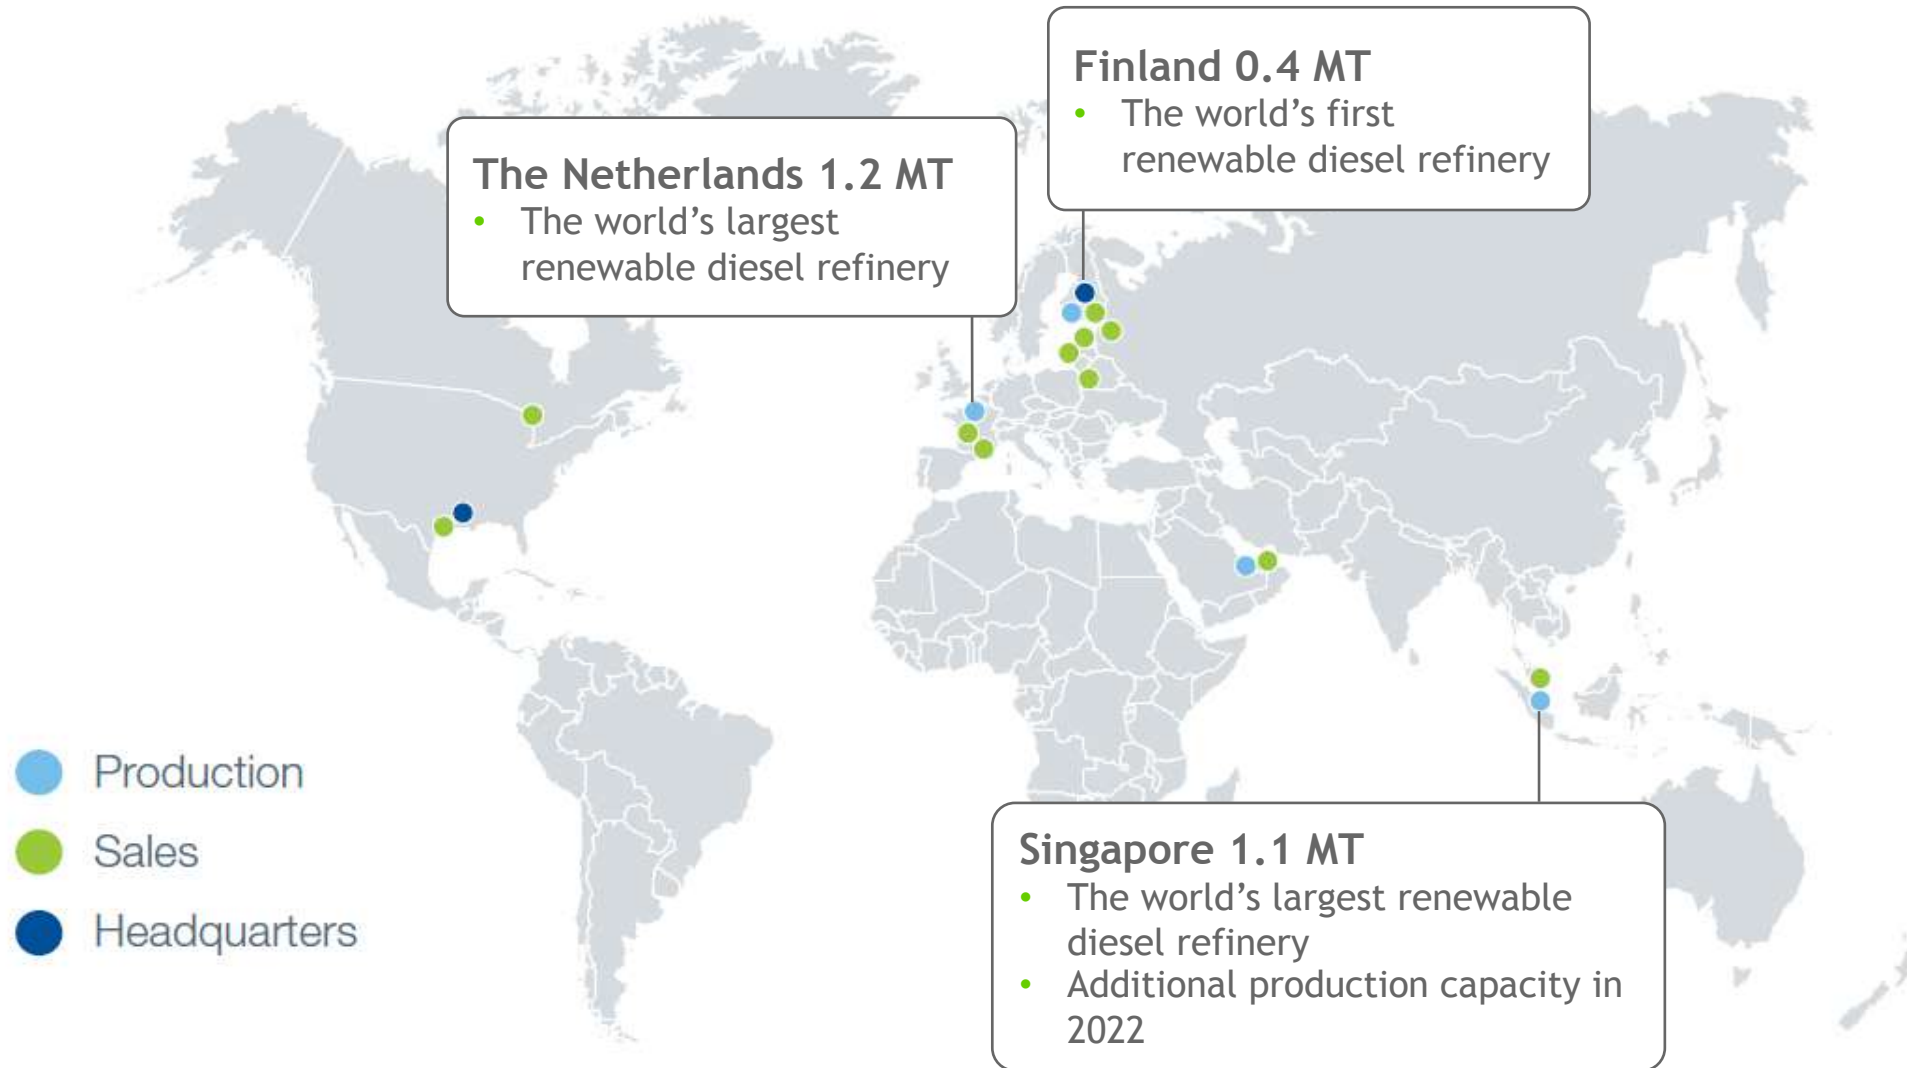 Finland 0.4 MT
• The world’s first
renewable diesel refinery
The Netherlands 1.2 MT
• The world’s largest
renewable diesel refinery
Production
Sales
Headquarters
Singapore 1.1 MT
• The world’s largest renewable
diesel refinery
• Additional production capacity in
2022